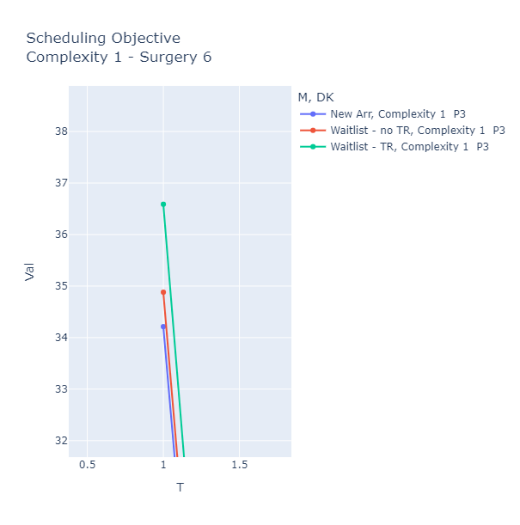 Scheduling Objective
Complexity 1 - Surgery 6
M, DK
New Arr, Complexity 1  P3
Waitlist - no TR, Complexity 1  P3
Waitlist - TR, Complexity 1  P3
38
37
36
35
34
33
32
Val
0.5
1
1.5
T